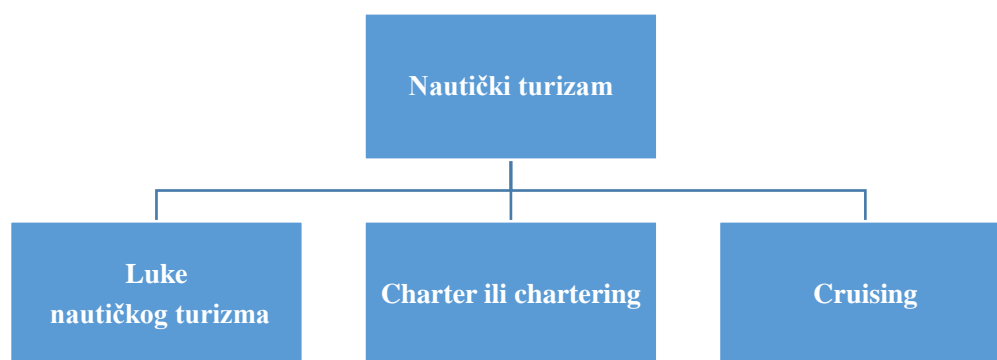 Nautički turizam
Luke
nautičkog turizma
Charter ili chartering
Cruising